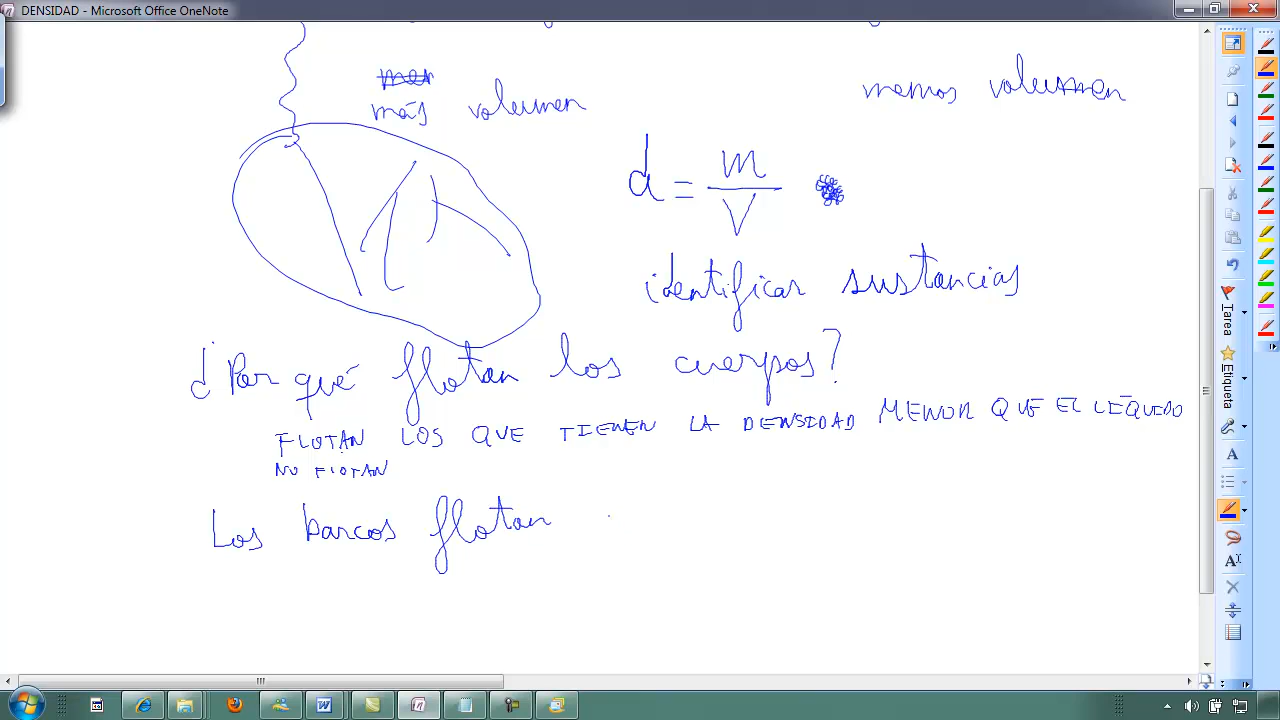 DENSIDAD - Microsoft Office OneNote
más volumen
menos volumen
d = m
V
identificar sustancias
¿Por qué flotan los cuerpos?
FLOTAN LOS QUE TIENEN LA DENSIDAD MENOR QUE EL LÍQUIDO
NO FLOTAN
Los barcos flotan
Tarea
Etiqueta